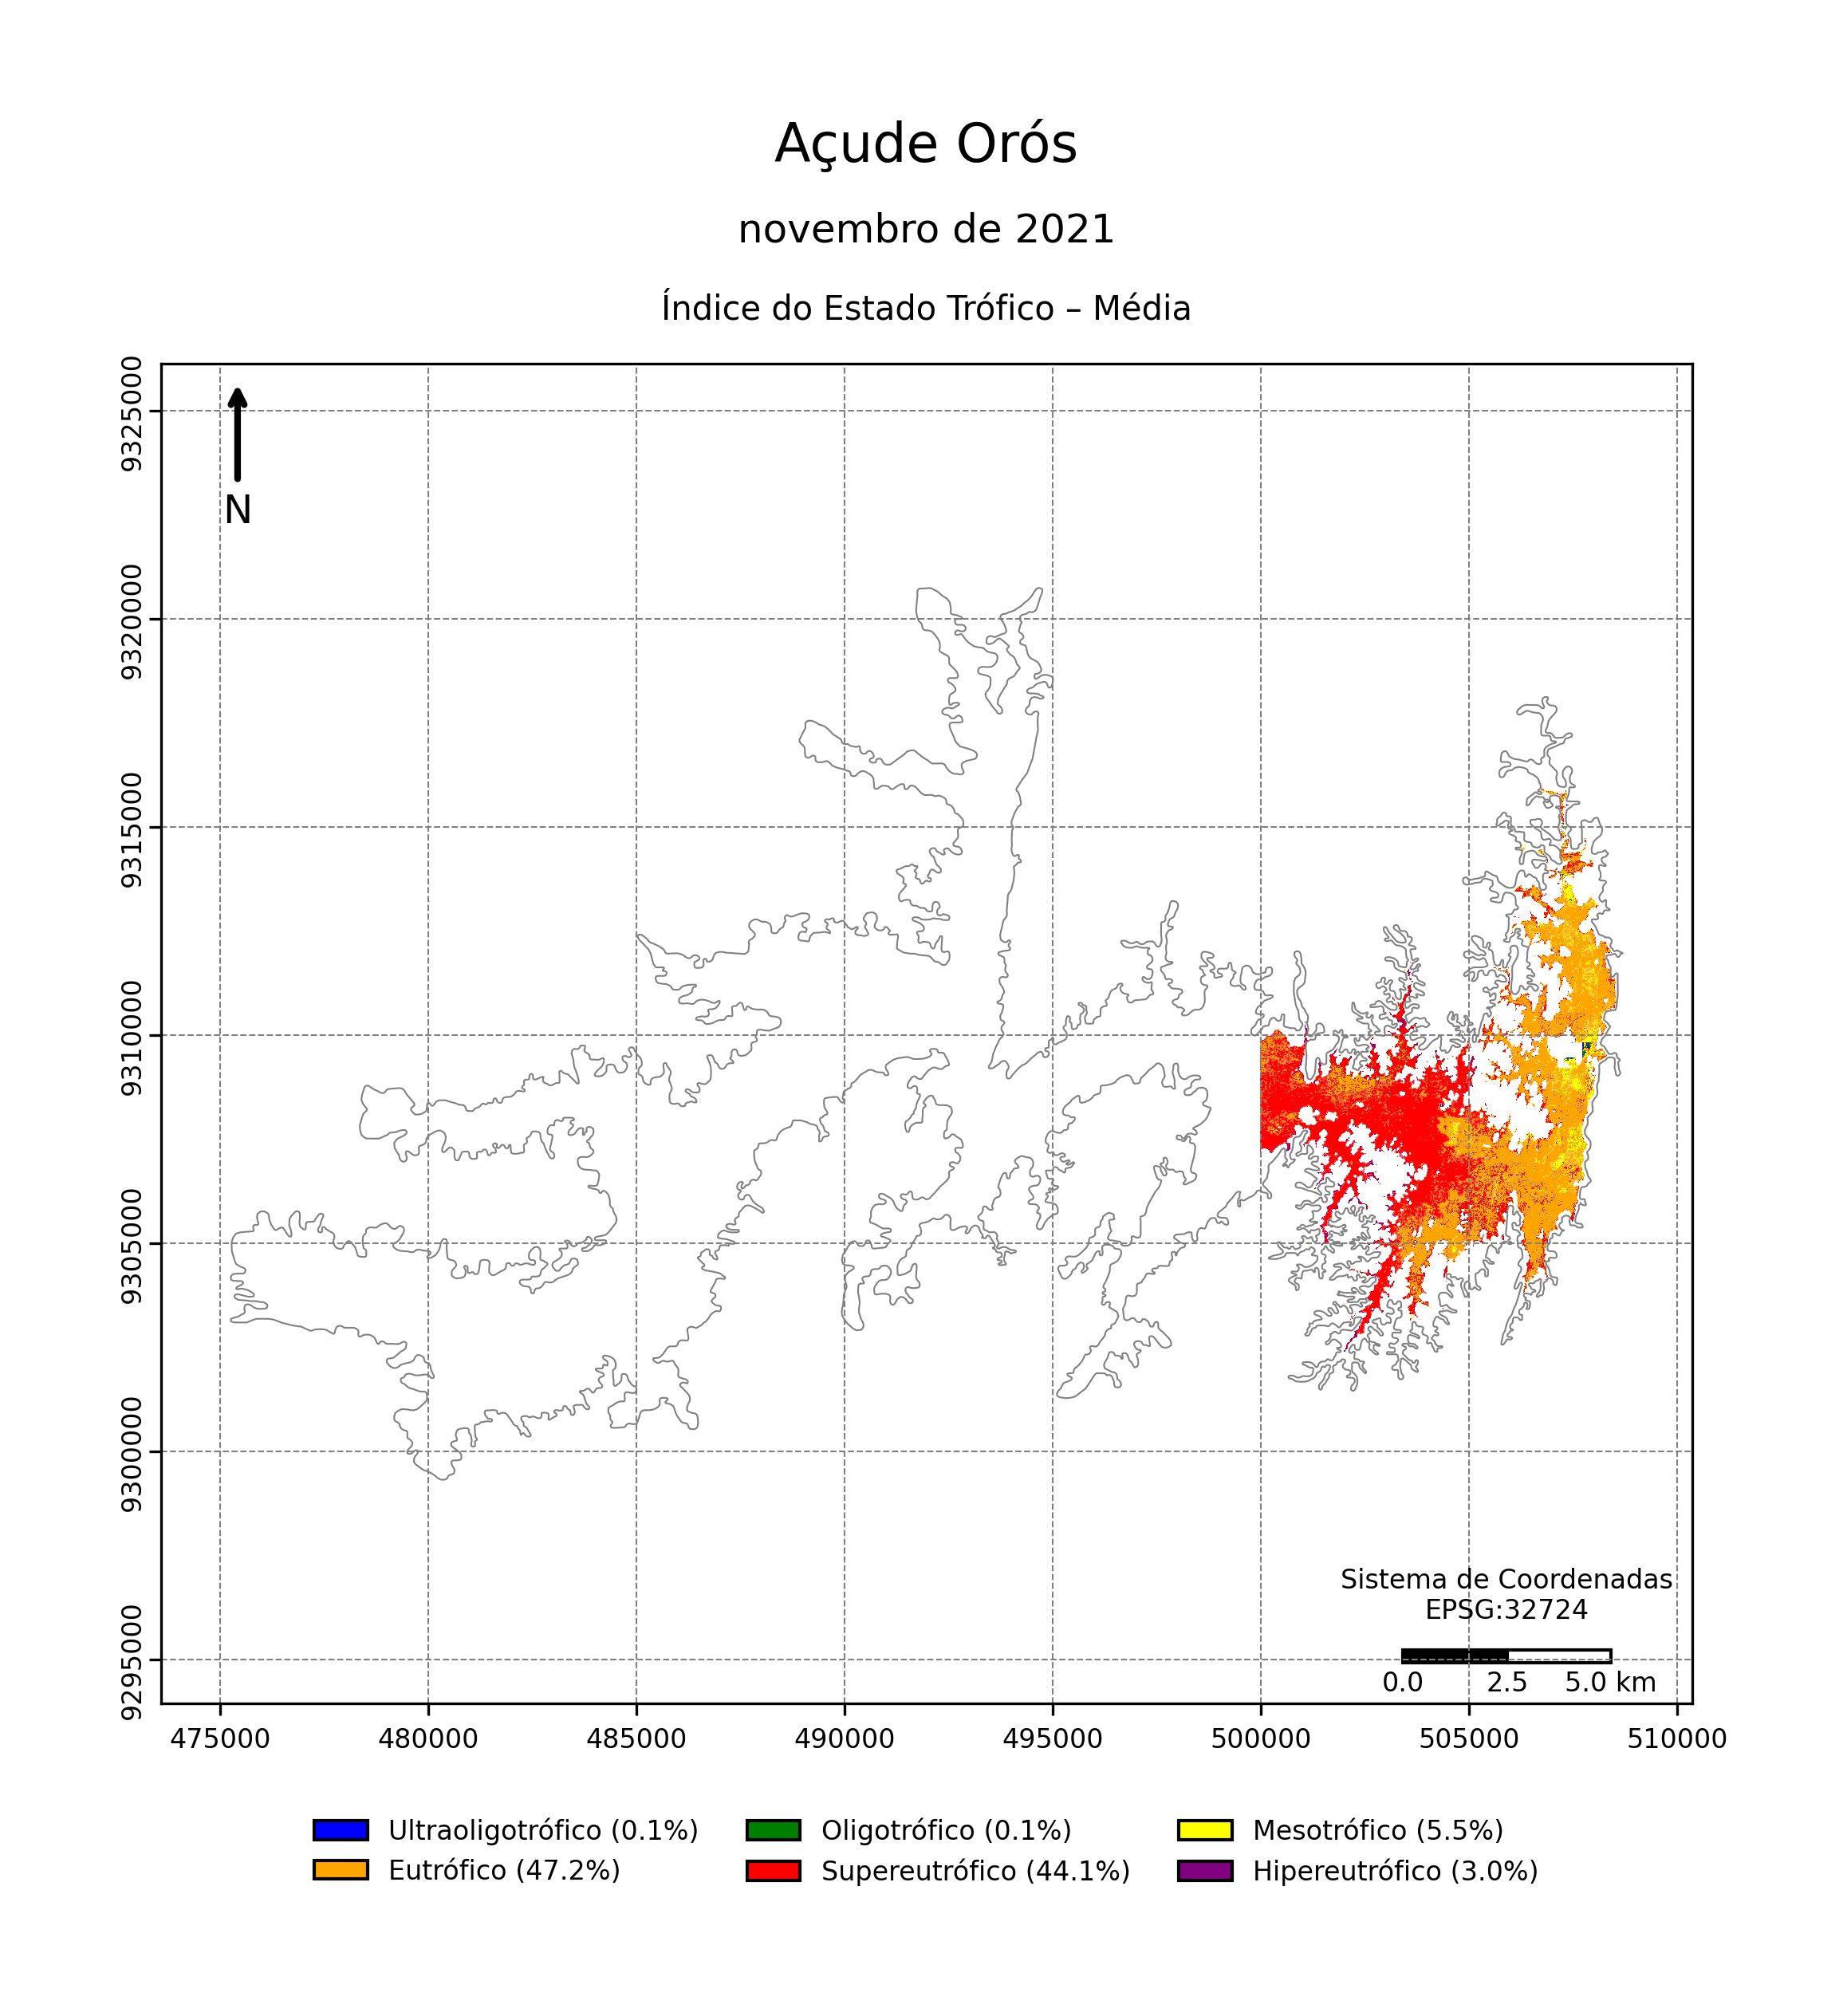 Açude Orós
novembro de 2021
Índice do Estado Trófico – Média
9325000
9320000
9315000
9310000
9305000
9300000
9295000
N
Sistema de Coordenadas
EPSG:32724
0.0 2.5 5.0 km
475000 480000 485000 490000 495000 500000 505000 510000
Ultraoligotrófico (0.1%) Oligotrófico (0.1%) Mesotrófico (5.5%)
Eutrófico (47.2%) Supereutrófico (44.1%) Hipereutrófico (3.0%)